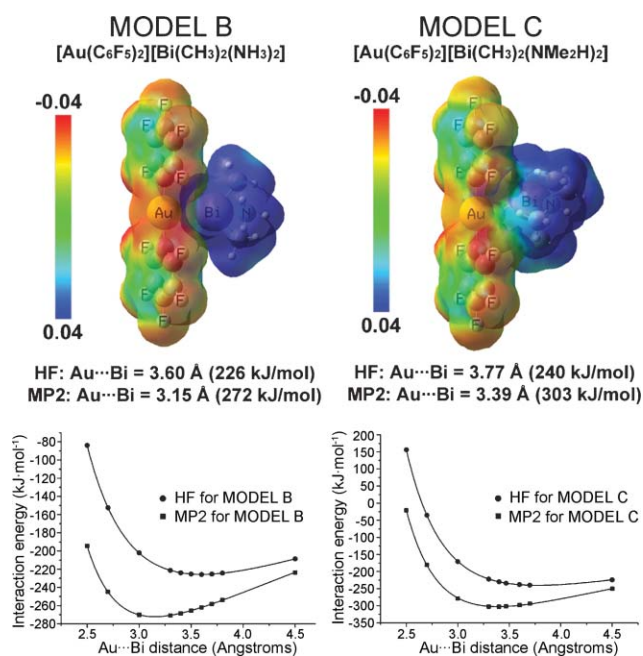 MODEL B
[Au(C₆F₅)₂][Bi(CH₃)₂(NH₃)₂]
-0.04
0.04
F
F
F
F
F
Au
Bi
N
F
F
F
F
F
HF: Au···Bi = 3.60 Å (226 kJ/mol)
MP2: Au···Bi = 3.15 Å (272 kJ/mol)
MODEL C
[Au(C₆F₅)₂][Bi(CH₃)₂(NMe₂H)₂]
-0.04
0.04
F
F
F
F
F
Au
Bi
N
F
F
F
F
F
HF: Au···Bi = 3.77 Å (240 kJ/mol)
MP2: Au···Bi = 3.39 Å (303 kJ/mol)
Interaction energy (kJ·mol⁻¹)
-80
-100
-120
-140
-160
-180
-200
-220
-240
-260
-280
HF for MODEL B
MP2 for MODEL B
2.5 3.0 3.5 4.0 4.5
Au···Bi distance (Angstroms)
Interaction energy (kJ·mol⁻¹)
200
150
100
50
0
-50
-100
-150
-200
-250
-300
-350
HF for MODEL C
MP2 for MODEL C
2.5 3.0 3.5 4.0 4.5
Au···Bi distance (Angstroms)